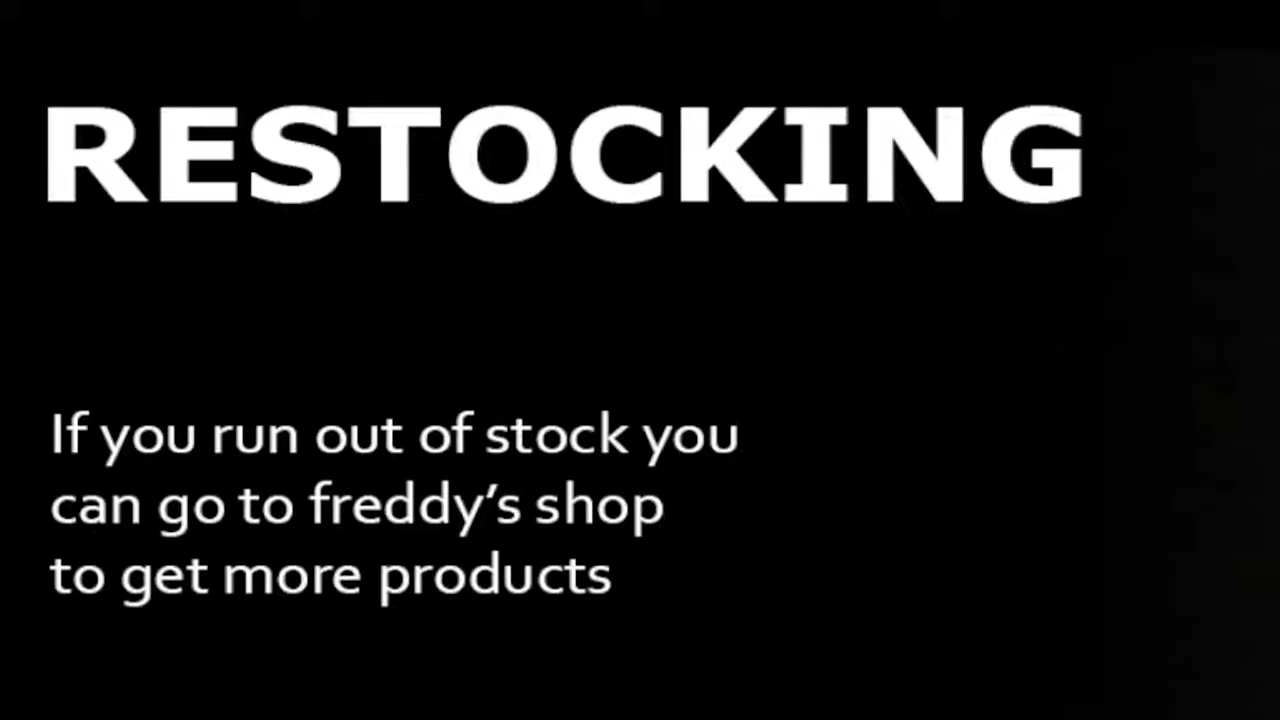 RESTOCKING
If you run out of stock you
can go to freddy’s shop
to get more products